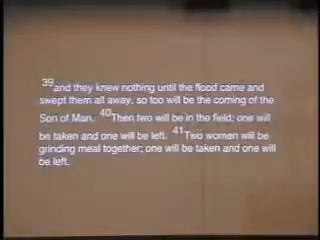 39and they knew nothing until the flood came and
swept them all away, so too will be the coming of the
Son of Man. 40Then two will be in the field; one will
be taken and one will be left. 41Two women will be
grinding meal together; one will be taken and one will
be left.